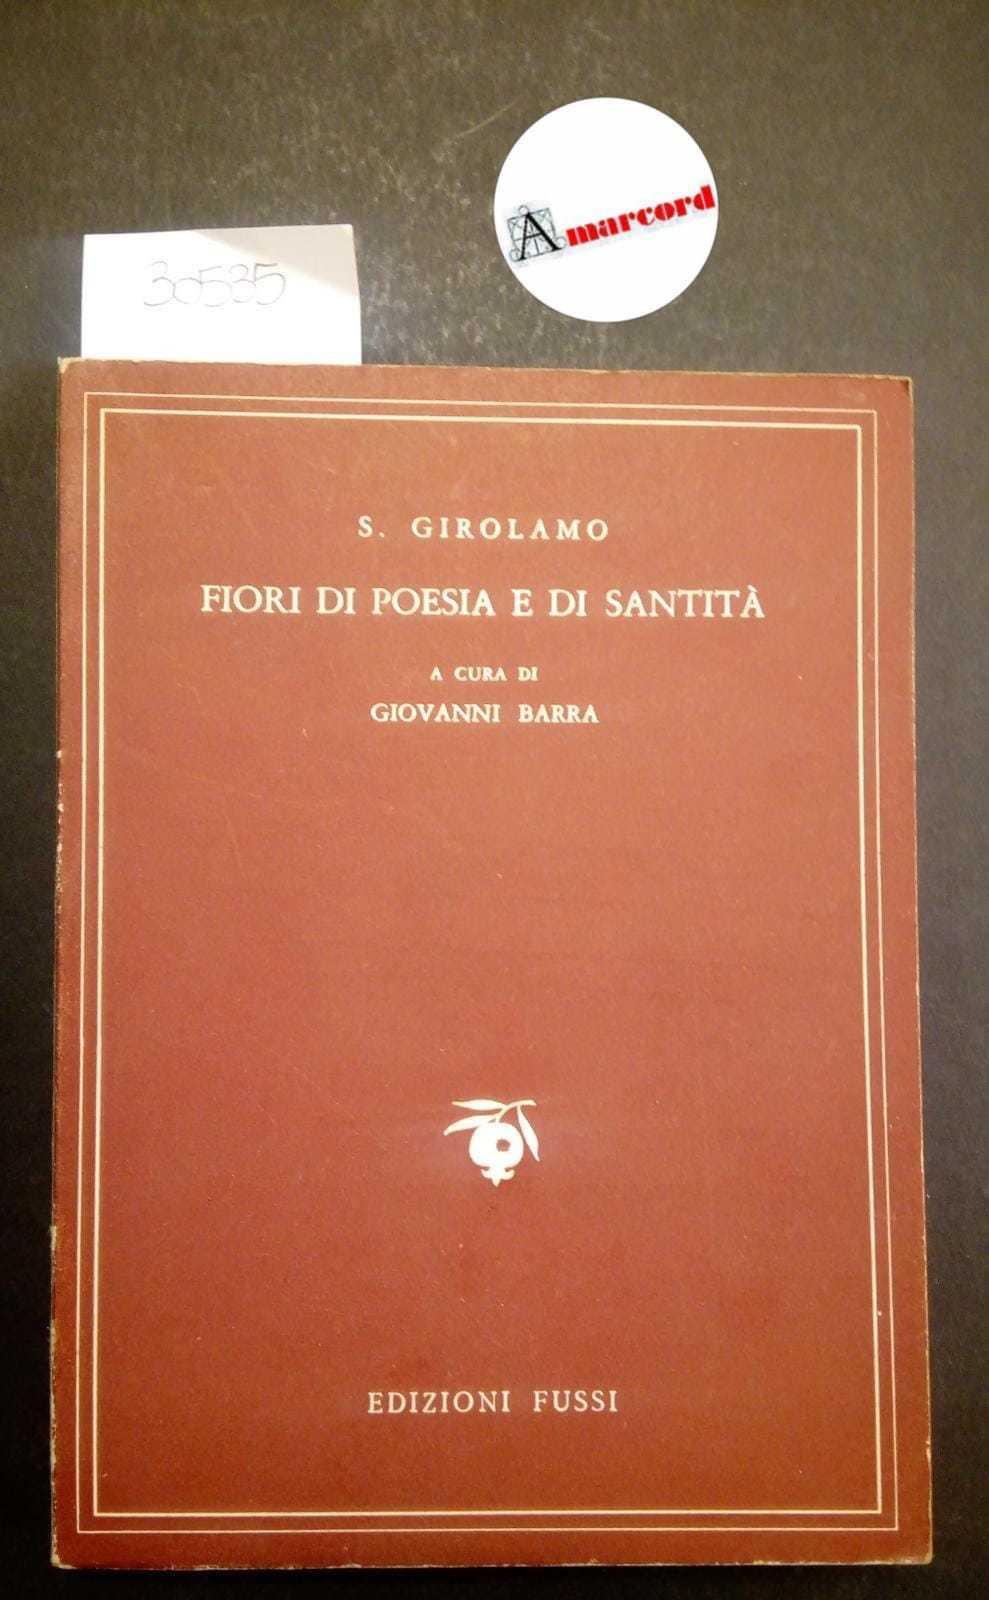 Amarcord
30535
S. GIROLAMO
FIORI DI POESIA E DI SANTITÀ
A CURA DI
GIOVANNI BARRA
EDIZIONI FUSSI